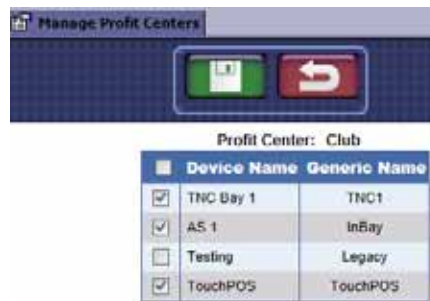 Manage Profit Centers
Profit Center: Club
Device Name Generic Name
TNC Bay 1 TNC1
AS 1 InBay
Testing Legacy
TouchPOS TouchPOS